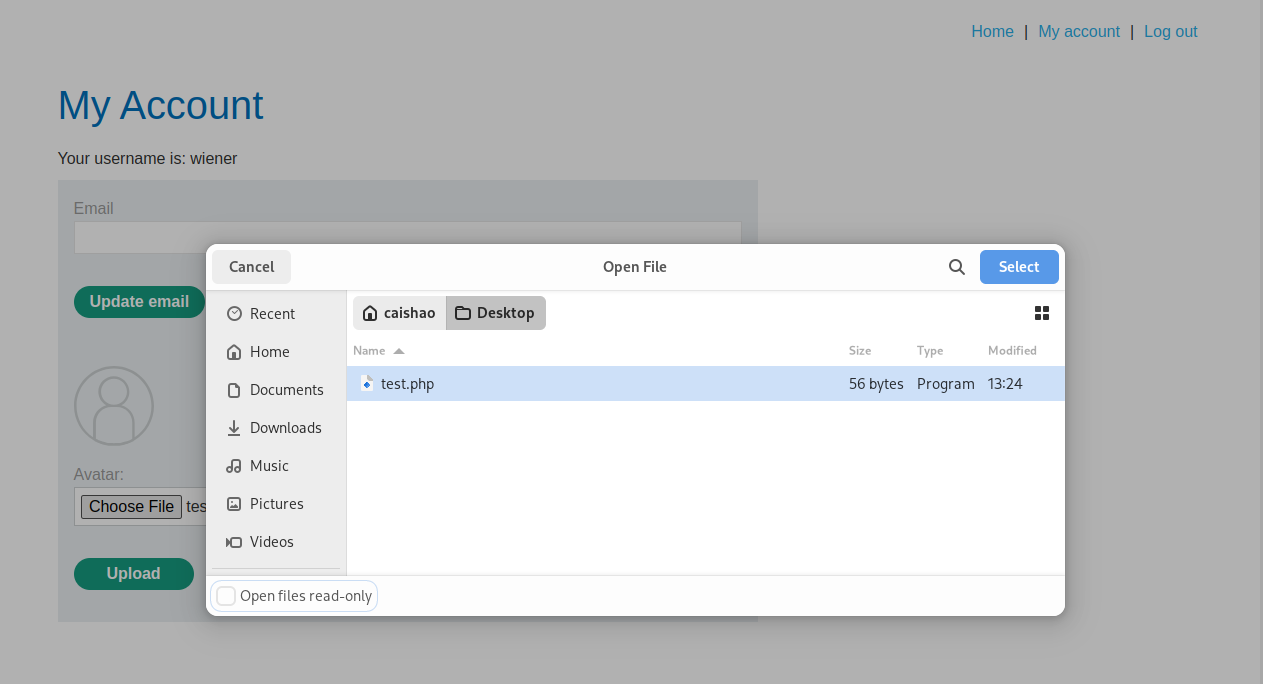 Home | My account | Log out
My Account
Your username is: wiener
Email
Update email
Avatar:
Choose File tes
Upload
Cancel Open File Select
Recent
Home
Documents
Downloads
Music
Pictures
Videos
caishao Desktop
Name Size Type Modified
test.php 56 bytes Program 13:24
Open files read-only